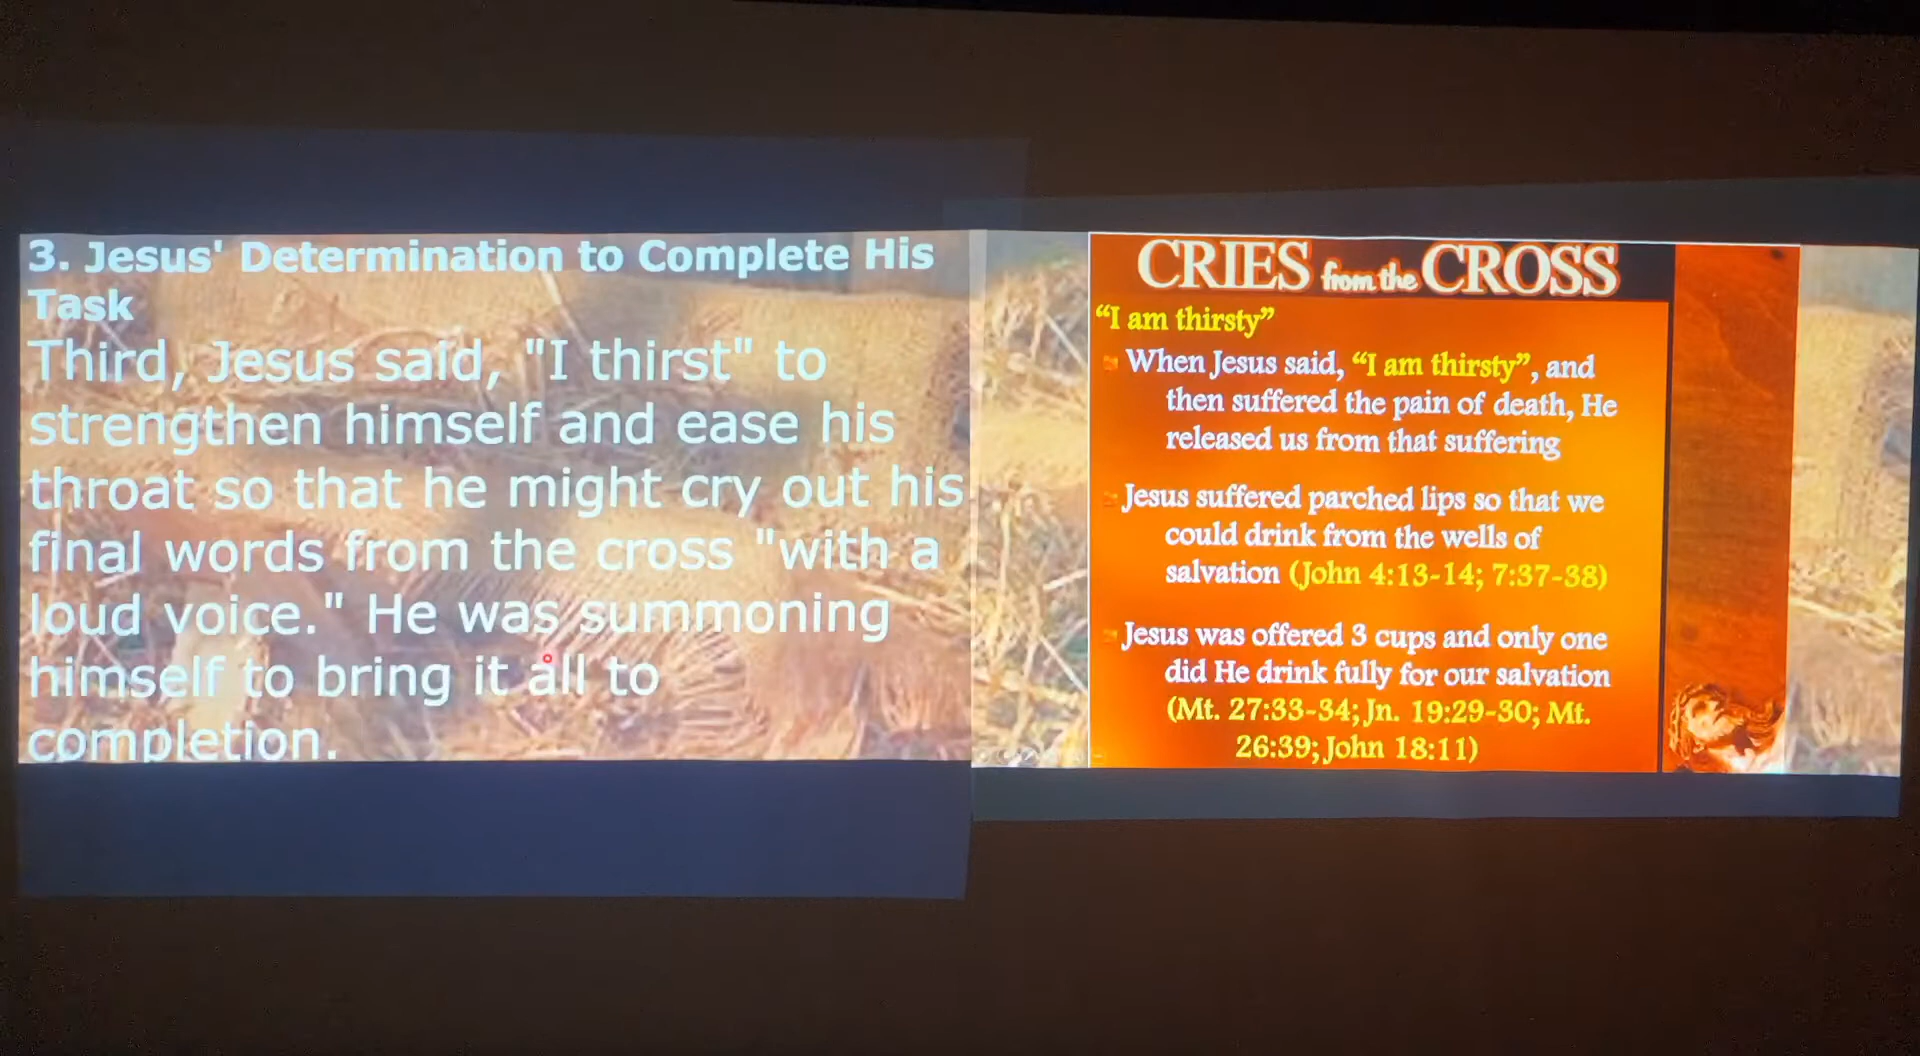 3. Jesus' Determination to Complete His
Task
Third, Jesus said, "I thirst" to
strengthen himself and ease his
throat so that he might cry out his
final words from the cross "with a
loud voice." He was summoning
himself to bring it all to
completion.
CRIES from the CROSS
“I am thirsty”
When Jesus said, “I am thirsty”, and
then suffered the pain of death, He
released us from that suffering
Jesus suffered parched lips so that we
could drink from the wells of
salvation (John 4:13-14; 7:37-38)
Jesus was offered 3 cups and only one
did He drink fully for our salvation
(Mt. 27:33-34; Jn. 19:29-30; Mt.
26:39; John 18:11)